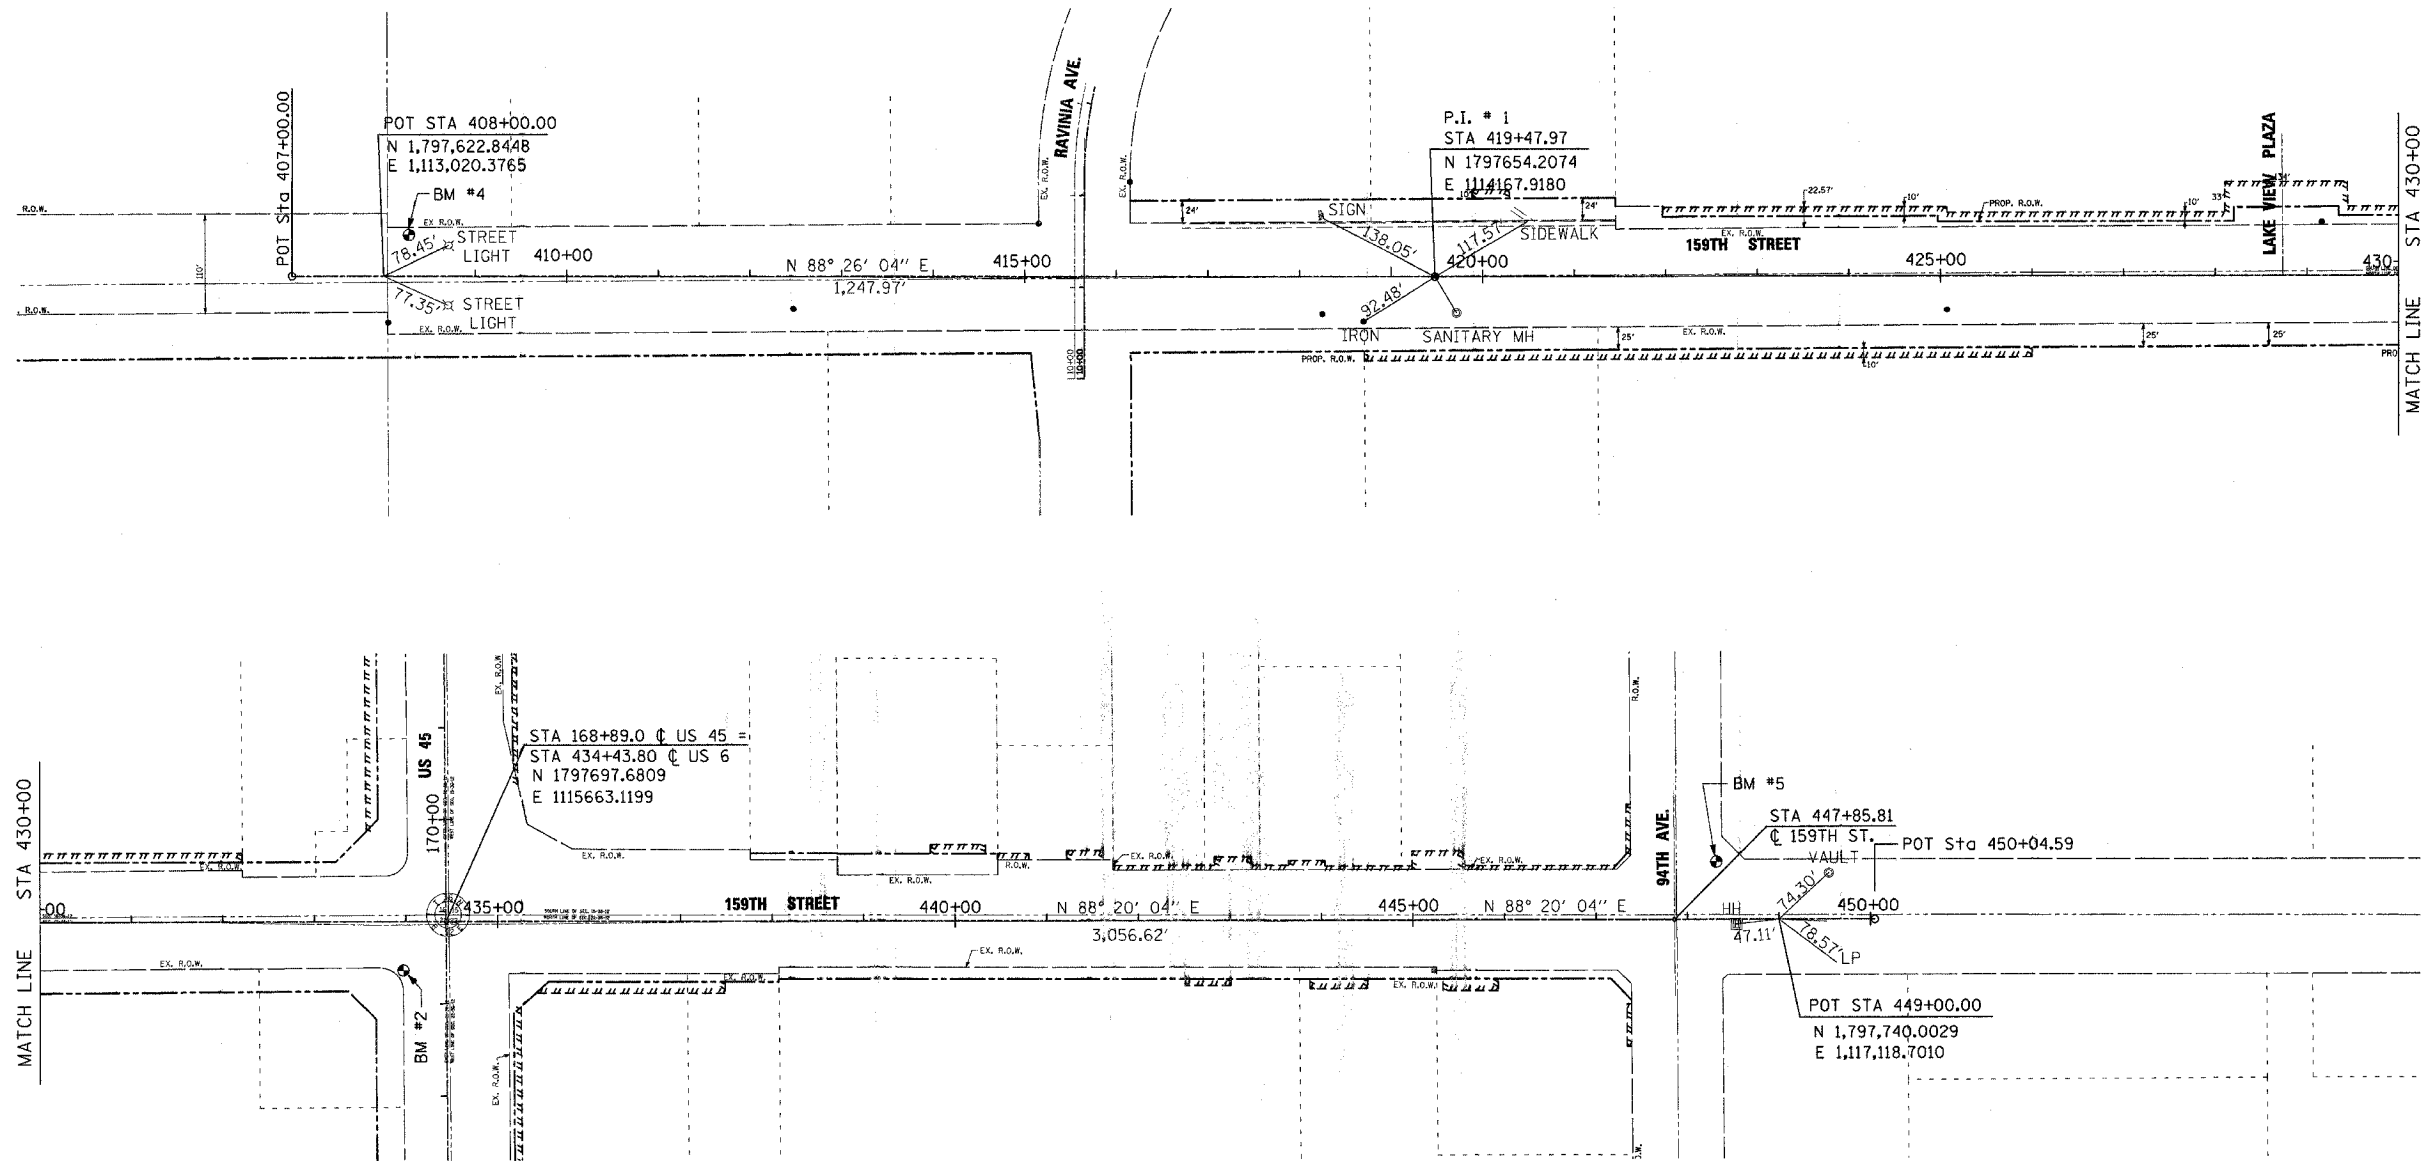 POT Sta 407+00.00
POT STA 408+00.00
N 1,797,622.8448
E 1,113,020.3765
BM #4
R.O.W.
EX R.O.W.
78.45'
STREET
LIGHT
110'
77.35'
STREET
LIGHT
R.O.W.
EX. R.O.W.
410+00
N 88° 26' 04'' E
1,247.97'
415+00
RAVINIA AVE.
EX. R.O.W.
EX. R.O.W.
10+00
10+00
P.I. # 1
STA 419+47.97
N 1797654.2074
E 1114167.9180
24'
SIGN
138.05'
117.57'
10'
24'
SIDEWALK
420+00
92.48'
IRON
SANITARY MH
PROP. R.O.W.
25'
EX. R.O.W.
10'
22.57'
10'
PROP. R.O.W.
EX. R.O.W.
159TH STREET
425+00
33'
10'
LAKE VIEW PLAZA
25'
25'
430
PRO
MATCH LINE STA 430+00
MATCH LINE STA 430+00
00
EX. R.O.W.
EX. R.O.W.
US 45
170+00
EX. R.O.W
STA 168+89.0 ℄ US 45 =
STA 434+43.80 ℄ US 6
N 1797697.6809
E 1115663.1199
BM #2
EX. R.O.W.
435+00
EX. R.O.W.
159TH STREET
EX. R.O.W.
EX. R.O.W.
440+00
N 88° 20' 04'' E
3,056.62'
EX. R.O.W.
EX. R.O.W.
EX. R.O.W.
445+00
EX. R.O.W.
N 88° 20' 04'' E
R.O.W.
94TH AVE.
BM #5
STA 447+85.81
℄ 159TH ST.
VAULT
POT Sta 450+04.59
74.30'
450+00
HH
47.11'
78.57'
LP
POT STA 449+00.00
N 1,797,740.0029
E 1,117,118.7010